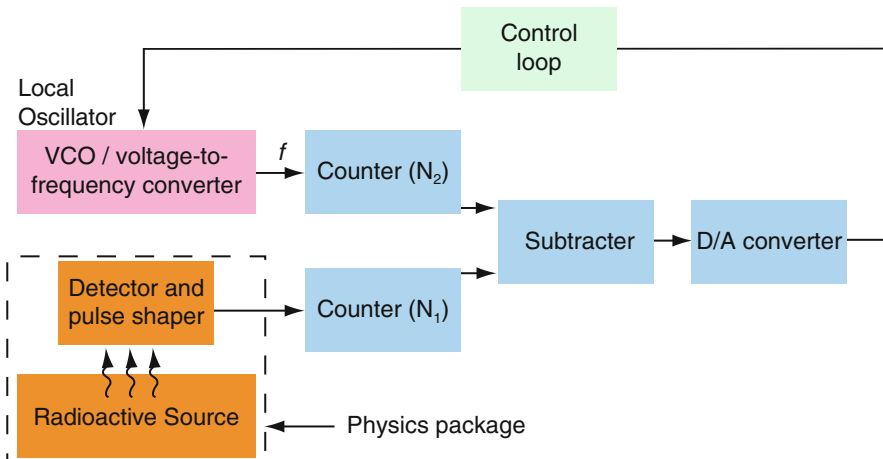 Control
loop
Local
Oscillator
VCO / voltage-to-
frequency converter
f
Counter (N₂)
Subtracter
D/A converter
Detector and
pulse shaper
Counter (N₁)
Radioactive Source
Physics package